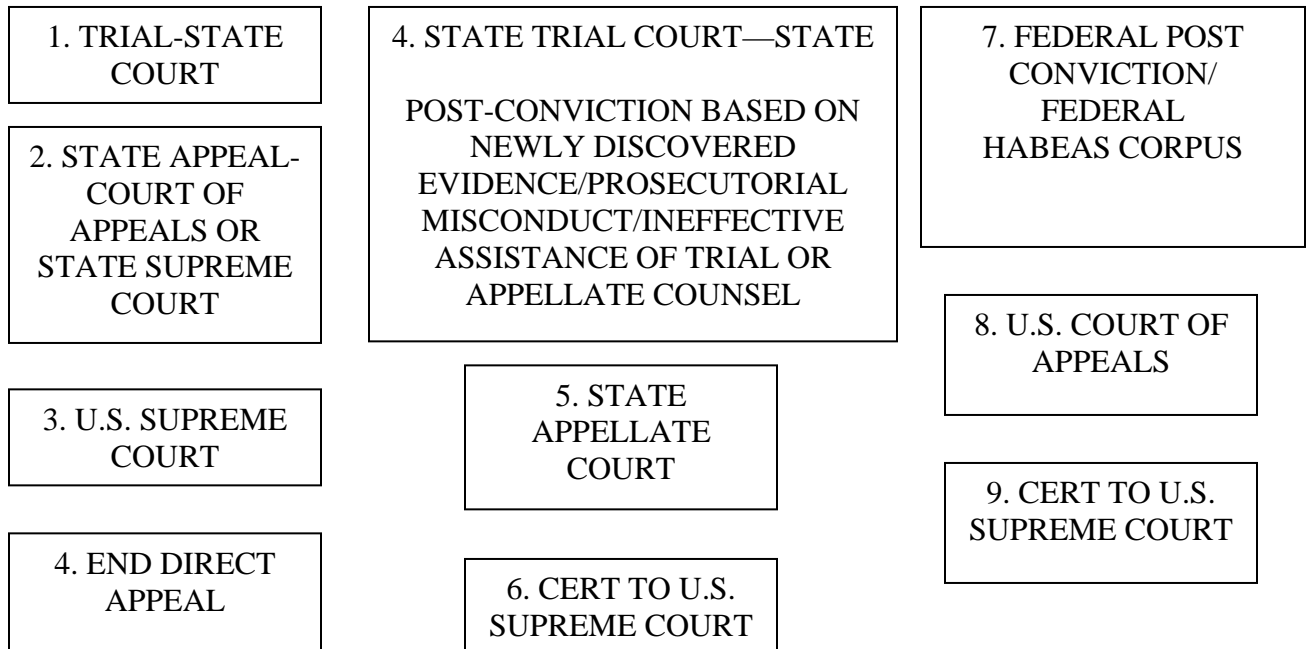 1. TRIAL-STATE
COURT
2. STATE APPEAL-
COURT OF
APPEALS OR
STATE SUPREME
COURT
3. U.S. SUPREME
COURT
4. END DIRECT
APPEAL
4. STATE TRIAL COURT—STATE
POST-CONVICTION BASED ON
NEWLY DISCOVERED
EVIDENCE/PROSECUTORIAL
MISCONDUCT/INEFFECTIVE
ASSISTANCE OF TRIAL OR
APPELLATE COUNSEL
5. STATE
APPELLATE
COURT
6. CERT TO U.S.
SUPREME COURT
7. FEDERAL POST
CONVICTION/
FEDERAL
HABEAS CORPUS
8. U.S. COURT OF
APPEALS
9. CERT TO U.S.
SUPREME COURT